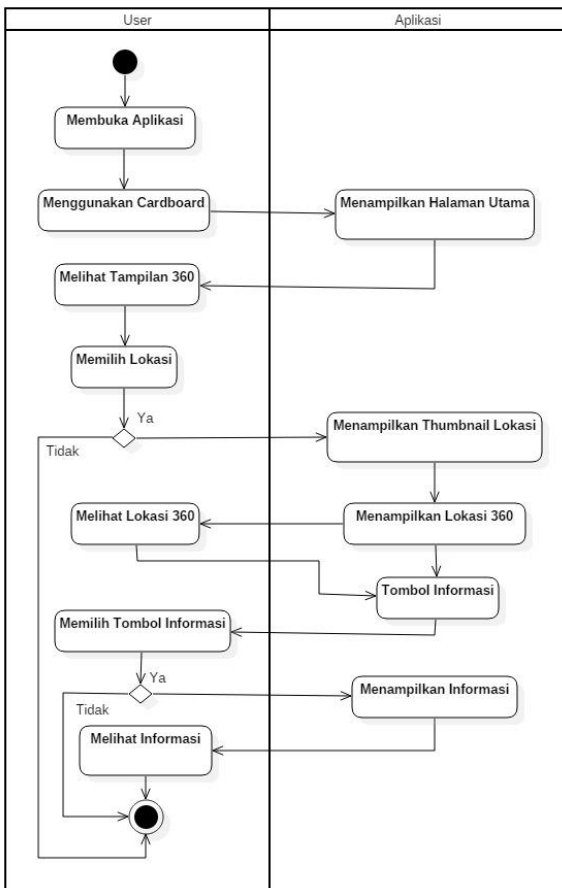 User
Aplikasi
Membuka Aplikasi
Menggunakan Cardboard
Menampilkan Halaman Utama
Melihat Tampilan 360
Memilih Lokasi
Ya
Tidak
Menampilkan Thumbnail Lokasi
Melihat Lokasi 360
Menampilkan Lokasi 360
Tombol Informasi
Memilih Tombol Informasi
Ya
Tidak
Menampilkan Informasi
Melihat Informasi